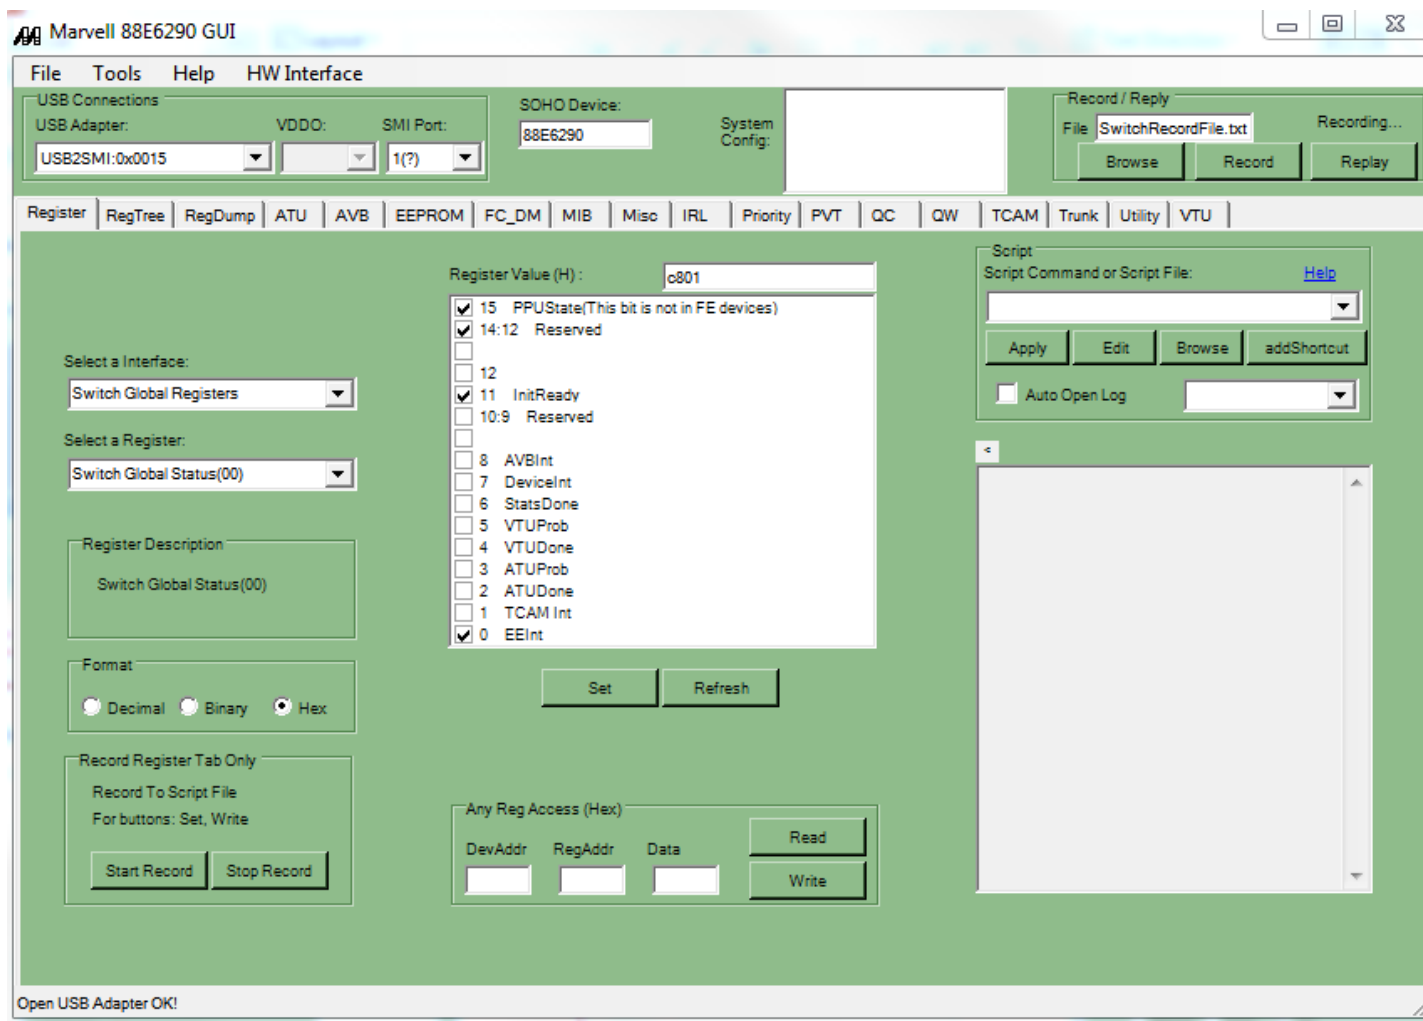 Marvell 88E6290 GUI
File Tools Help HW Interface
USB Connections
USB Adapter: VDDO: SMI Port:
USB2SMI:0x0015 1(?)
SOHO Device:
88E6290
System
Config:
Record / Reply
File SwitchRecordFile.txt Recording...
Browse Record Replay
Register RegTree RegDump ATU AVB EEPROM FC_DM MIB Misc IRL Priority PVT QC QW TCAM Trunk Utility VTU
Select a Interface:
Switch Global Registers
Select a Register:
Switch Global Status(00)
Register Description
Switch Global Status(00)
Format
Decimal Binary Hex
Record Register Tab Only
Record To Script File
For buttons: Set, Write
Start Record Stop Record
Register Value (H) : c801
15 PPUState(This bit is not in FE devices)
14:12 Reserved
12
11 InitReady
10:9 Reserved
8 AVBInt
7 DeviceInt
6 StatsDone
5 VTUProb
4 VTUDone
3 ATUProb
2 ATUDone
1 TCAM Int
0 EEInt
Set Refresh
Any Reg Access (Hex)
DevAddr RegAddr Data
Read
Write
Script
Script Command or Script File: Help
Apply Edit Browse addShortcut
Auto Open Log
<
Open USB Adapter OK!